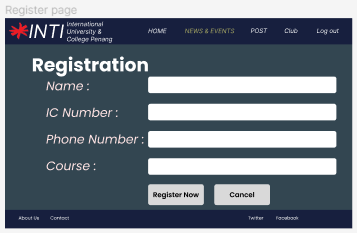 Register page
INTI International University & College Penang
HOME NEWS & EVENTS POST Club Log out
Registration
Name :
IC Number :
Phone Number :
Course :
Register Now Cancel
About Us Contact Twitter Facebook